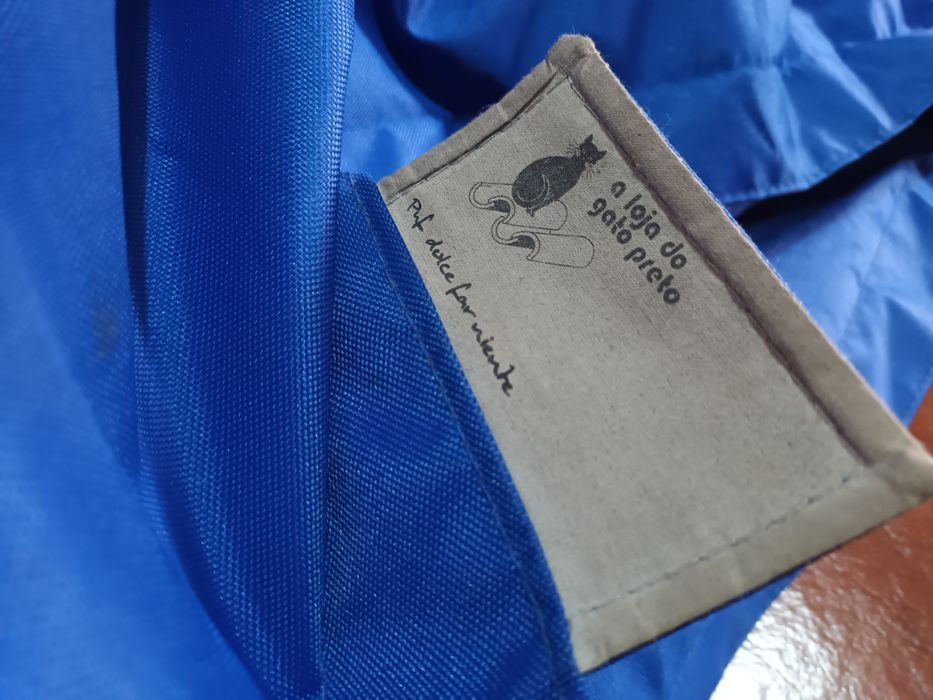 a loja do
gato preto
Puf dolce far niente